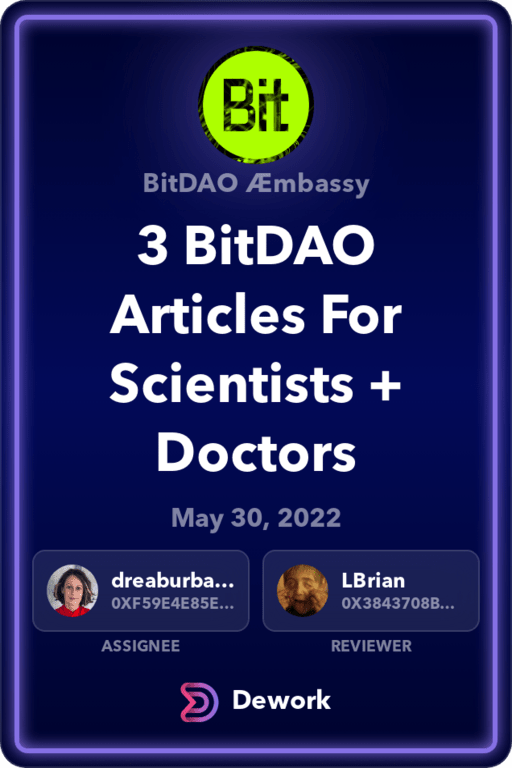 Bit
BitDAO Æmbassy
3 BitDAO
Articles For
Scientists +
Doctors
May 30, 2022
dreaburba...
0XF59E4E85E...
ASSIGNEE
LBrian
0X3843708B...
REVIEWER
Dework